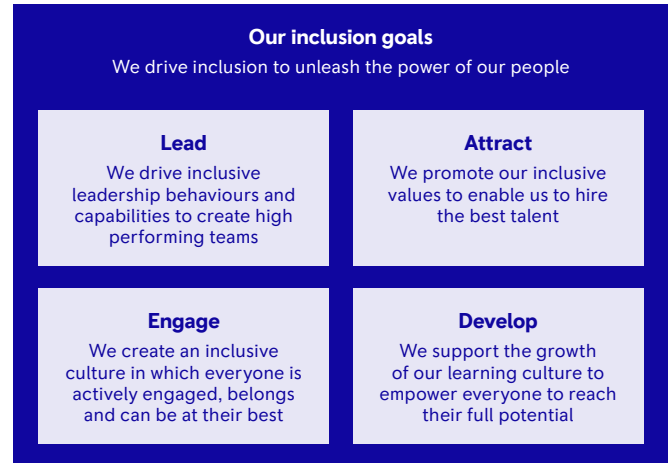 Our inclusion goals
We drive inclusion to unleash the power of our people
Lead
We drive inclusive
leadership behaviours and
capabilities to create high
performing teams
Attract
We promote our inclusive
values to enable us to hire
the best talent
Engage
We create an inclusive
culture in which everyone is
actively engaged, belongs
and can be at their best
Develop
We support the growth
of our learning culture to
empower everyone to reach
their full potential